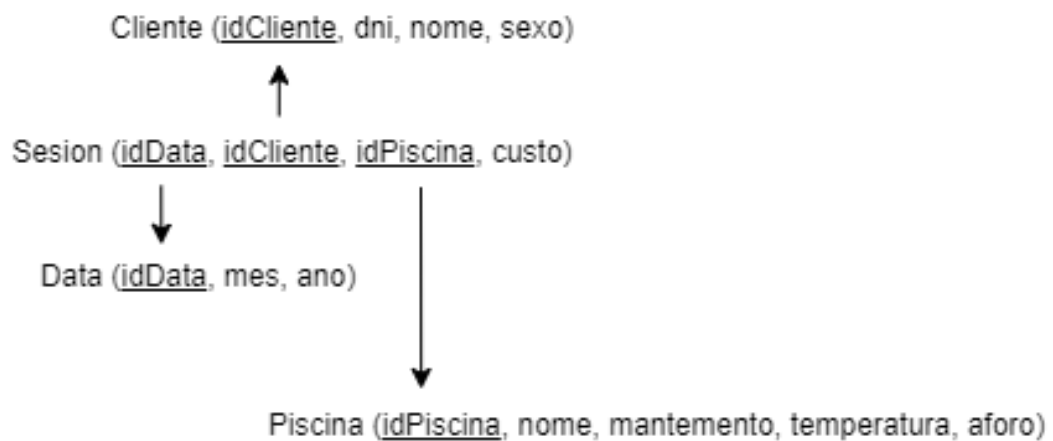 Cliente (idCliente, dni, nome, sexo)
Sesion (idData, idCliente, idPiscina, custo)
Data (idData, mes, ano)
Piscina (idPiscina, nome, mantemento, temperatura, aforo)